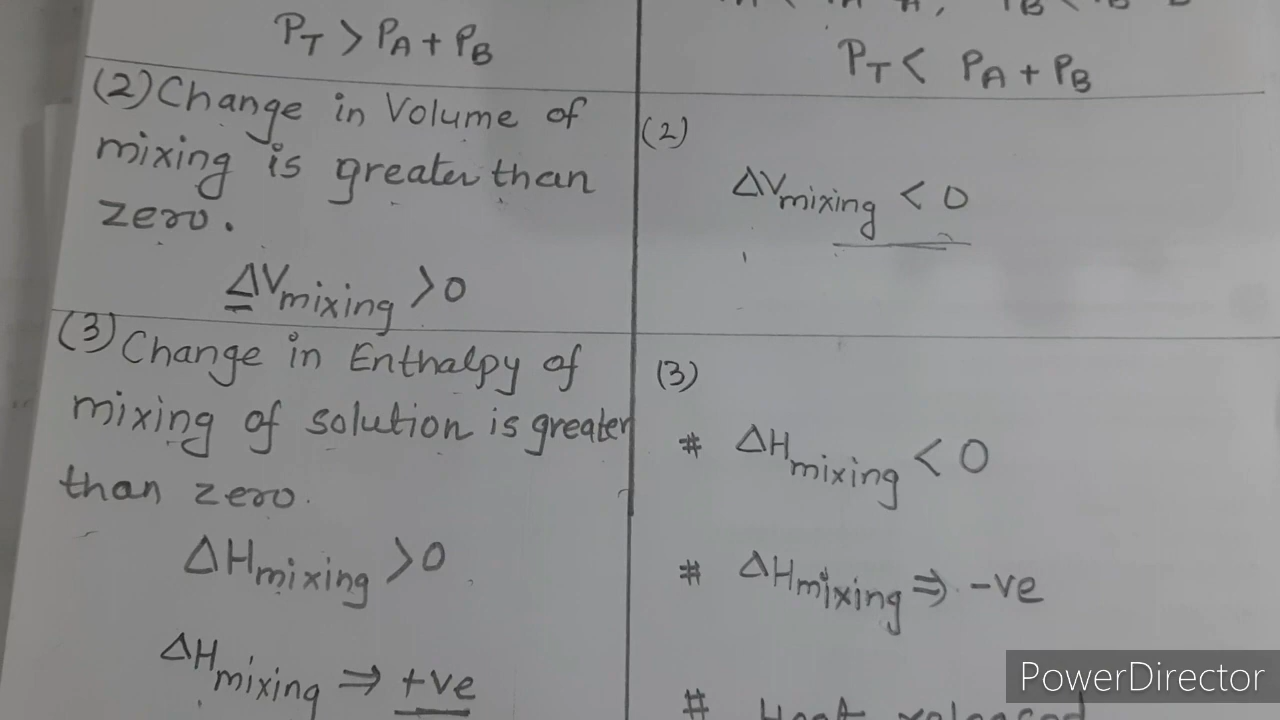 P_T > P_A + P_B
(2) Change in Volume of
mixing is greater than
zero.
ΔV_mixing > 0
(3) Change in Enthalpy of
mixing of solution is greater
than zero.
ΔH_mixing > 0
ΔH_mixing ⇒ +ve
P_T < P_A + P_B
(2)
ΔV_mixing < 0
(3)
# ΔH_mixing < 0
# ΔH_mixing ⇒ -ve
# Heat released
PowerDirector